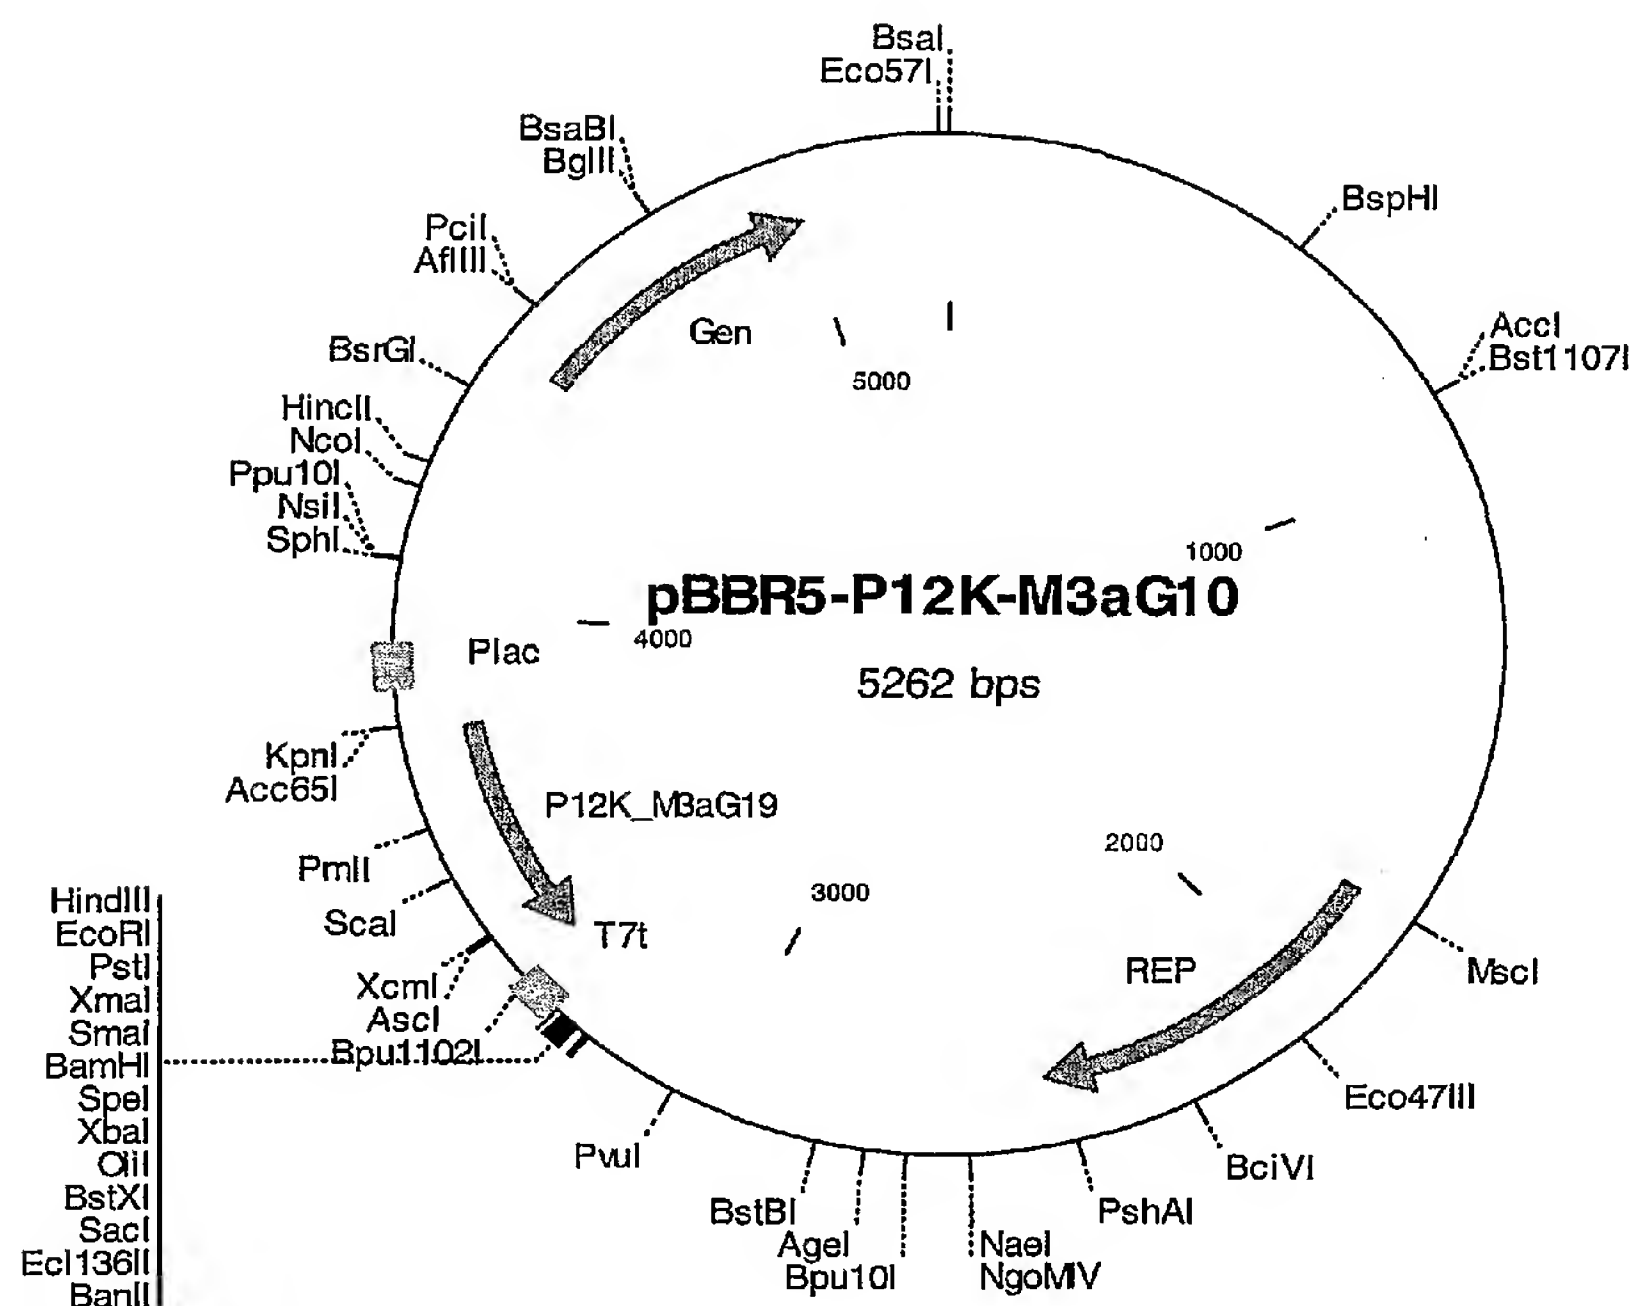 BsaI
Eco57I
BsaBI
BglII
BspHI
PciI
AflIII
Gen
AccI
Bst1107I
BsrGI
5000
HincII
NcoI
Ppu10I
NsiI
SphI
1000
pBBR5-P12K-M3aG10
4000
Plac
5262 bps
KpnI
Acc65I
P12K_M3aG19
2000
PmlI
3000
HindIII
EcoRI
PstI
XmaI
SmaI
BamHI
SpeI
XbaI
OliI
BstXI
SacI
Ecl136II
BanII
ScaI
T7t
REP
MscI
XcmI
AscI
Bpu1102I
Eco47III
PvuI
BciVI
BstBI
PshAI
AgeI
Bpu10I
NaeI
NgoMIV